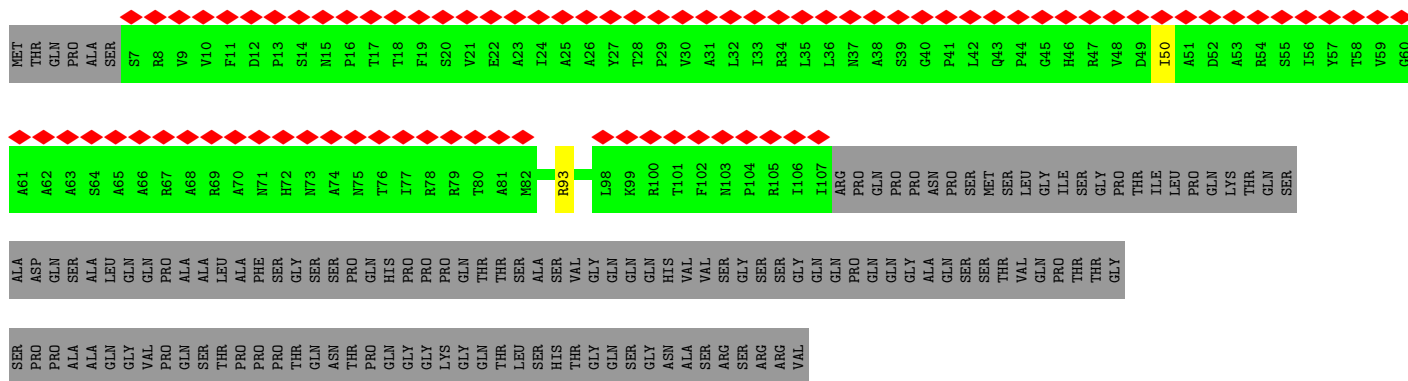 MET THR GLN PRO ALA SER S7 R8 V9 V10 F11 D12 P13 S14 N15 P16 T17 T18 F19 S20 V21 E22 A23 I24 A25 A26 Y27 T28 P29 V30 A31 L32 I33 R34 L35 L36 N37 A38 S39 G40 P41 L42 Q43 P44 G45 H46 R47 V48 D49 I50 A51 D52 A53 R54 S55 I56 Y57 T58 V59 G60
A61 A62 A63 S64 A65 A66 R67 A68 R69 A70 N71 H72 N73 A74 N75 T76 I77 R78 R79 T80 A81 M82 R93 L98 K99 R100 T101 F102 N103 P104 R105 I106 I107 ARG PRO GLN PRO PRO ASN PRO SER MET SER LEU GLY ILE SER GLY PRO THR ILE LEU PRO GLN LYS THR GLN SER
ALA ASP GLN SER ALA LEU GLN GLN PRO ALA ALA LEU ALA PHE SER GLY SER SER PRO GLN HIS PRO PRO PRO GLN THR THR SER ALA SER VAL GLY GLN GLN GLN HIS VAL VAL SER GLY SER SER GLY GLN GLN PRO GLN GLN GLY ALA GLN SER SER THR VAL GLN PRO THR THR GLY
SER PRO PRO ALA ALA GLN GLY VAL PRO GLN SER THR PRO PRO PRO THR GLN ASN THR PRO GLN GLY GLY LYS GLY GLN THR LEU SER HIS THR GLY GLN SER GLY ASN ALA SER ARG SER ARG ARG VAL